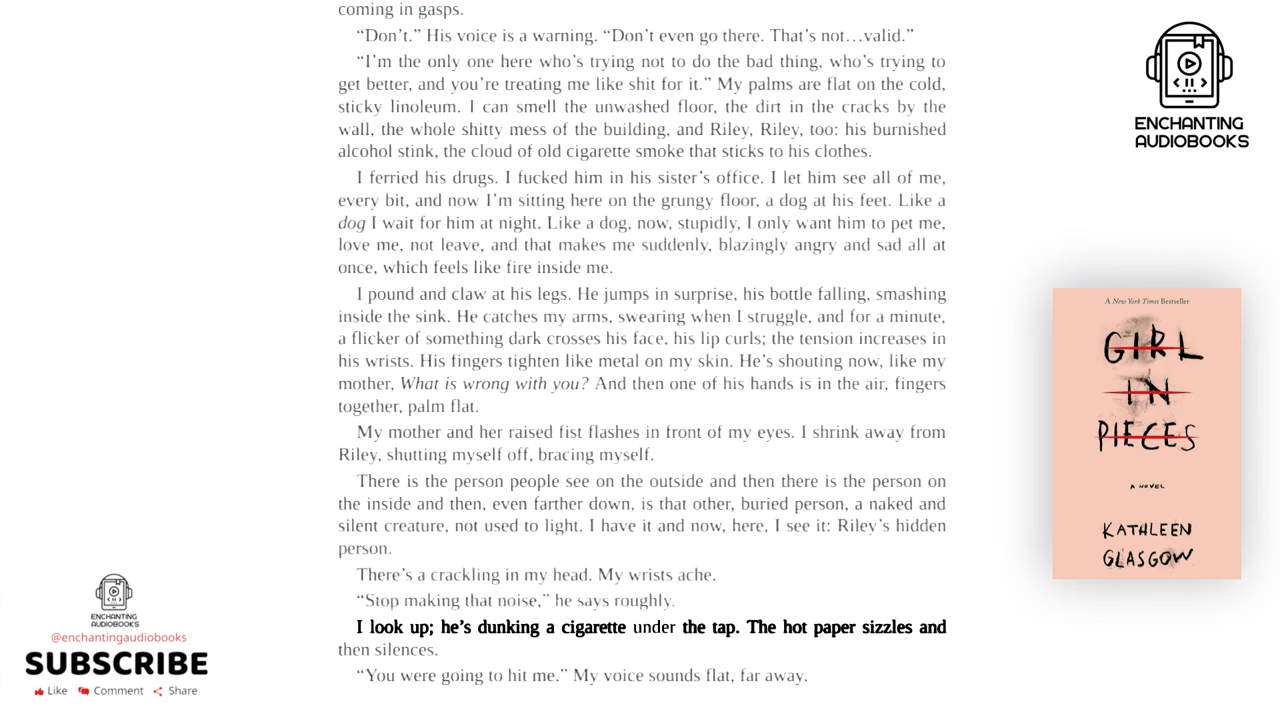 coming in gasps.
“Don’t.” His voice is a warning. “Don’t even go there. That’s not…valid.”
“I’m the only one here who’s trying not to do the bad thing, who’s trying to
get better, and you’re treating me like shit for it.” My palms are flat on the cold,
sticky linoleum. I can smell the unwashed floor, the dirt in the cracks by the
wall, the whole shitty mess of the building, and Riley, Riley, too: his burnished
alcohol stink, the cloud of old cigarette smoke that sticks to his clothes.
I ferried his drugs. I fucked him in his sister’s office. I let him see all of me,
every bit, and now I’m sitting here on the grungy floor, a dog at his feet. Like a
dog I wait for him at night. Like a dog, now, stupidly, I only want him to pet me,
love me, not leave, and that makes me suddenly, blazingly angry and sad all at
once, which feels like fire inside me.
I pound and claw at his legs. He jumps in surprise, his bottle falling, smashing
inside the sink. He catches my arms, swearing when I struggle, and for a minute,
a flicker of something dark crosses his face, his lip curls; the tension increases in
his wrists. His fingers tighten like metal on my skin. He’s shouting now, like my
mother, What is wrong with you? And then one of his hands is in the air, fingers
together, palm flat.
My mother and her raised fist flashes in front of my eyes. I shrink away from
Riley, shutting myself off, bracing myself.
There is the person people see on the outside and then there is the person on
the inside and then, even farther down, is that other, buried person, a naked and
silent creature, not used to light. I have it and now, here, I see it: Riley’s hidden
person.
There’s a crackling in my head. My wrists ache.
“Stop making that noise,” he says roughly.
I look up; he’s dunking a cigarette under the tap. The hot paper sizzles and
then silences.
“You were going to hit me.” My voice sounds flat, far away.
ENCHANTING
AUDIOBOOKS
A New York Times Bestseller
GIRL
IN
PIECES
A NOVEL
KATHLEEN
GLASGOW
ENCHANTING
AUDIOBOOKS
@enchantingaudiobooks
SUBSCRIBE
Like Comment Share